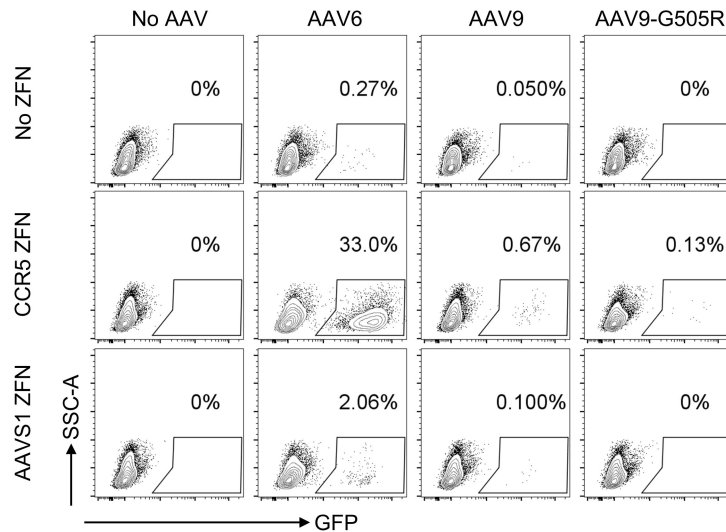 No AAV AAV6 AAV9 AAV9-G505R
No ZFN 0% 0.27% 0.050% 0%
CCR5 ZFN 0% 33.0% 0.67% 0.13%
AAVS1 ZFN 0% 2.06% 0.100% 0%
SSC-A
GFP